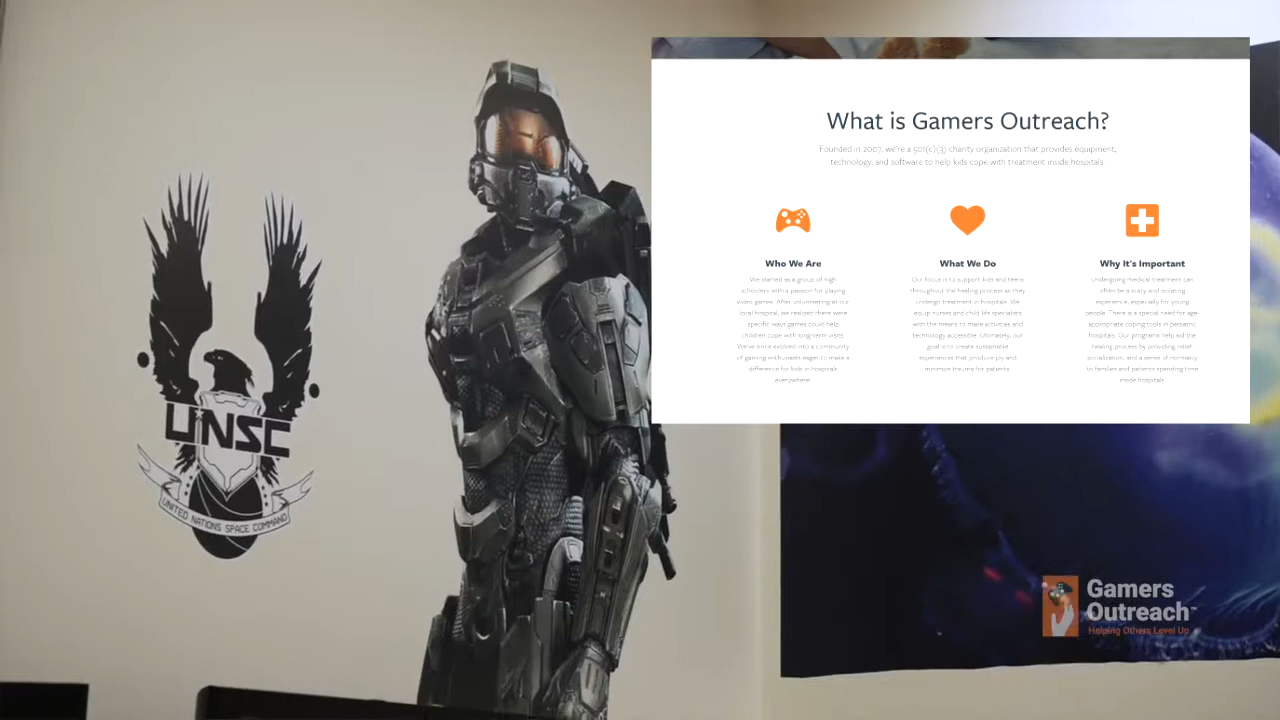 UNSC
UNITED NATIONS SPACE COMMAND
What is Gamers Outreach?
Founded in 2007, we're a 501(c)(3) charity organization that provides equipment,
technology, and software to help kids cope with treatment inside hospitals.
Who We Are
We started as a group of high
schoolers with a passion for playing
video games. After volunteering at our
local hospital, we realized there were
specific ways games could help
children cope with long-term visits.
We've since evolved into a community
of gaming enthusiasts eager to make a
difference for kids in hospitals
everywhere!
What We Do
Our focus is to support kids and teens
throughout the healing process as they
undergo treatment in hospitals. We
equip nurses and child life specialists
with the means to make activities and
technology accessible. Ultimately, our
goal is to create sustainable
experiences that produce joy and
minimize trauma for patients.
Why It's Important
Undergoing medical treatment can
often be a scary and isolating
experience, especially for young
people. There is a special need for age-
appropriate coping tools in pediatric
hospitals. Our programs help aid the
healing process by providing relief,
socialization, and a sense of normalcy
to families and patients spending time
inside hospitals.
Gamers
Outreach™
Helping Others Level Up